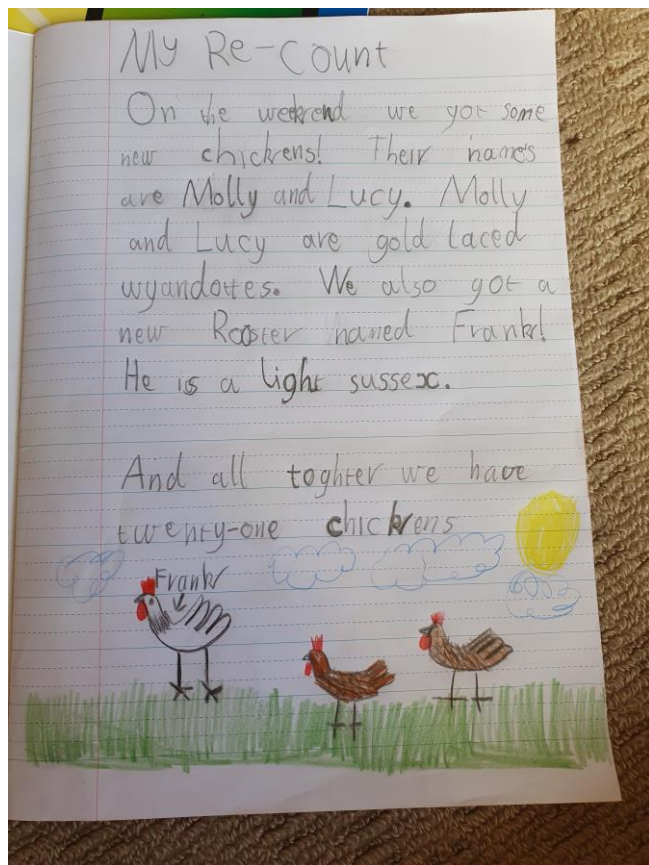 My Re-count
On the weekend we got some
new chickens! Their names
are Molly and Lucy. Molly
and Lucy are gold laced
wyandottes. We also got a
new Rooster named Frank!
He is a light sussex.
And all toghter we have
twenty-one chickens
Frank